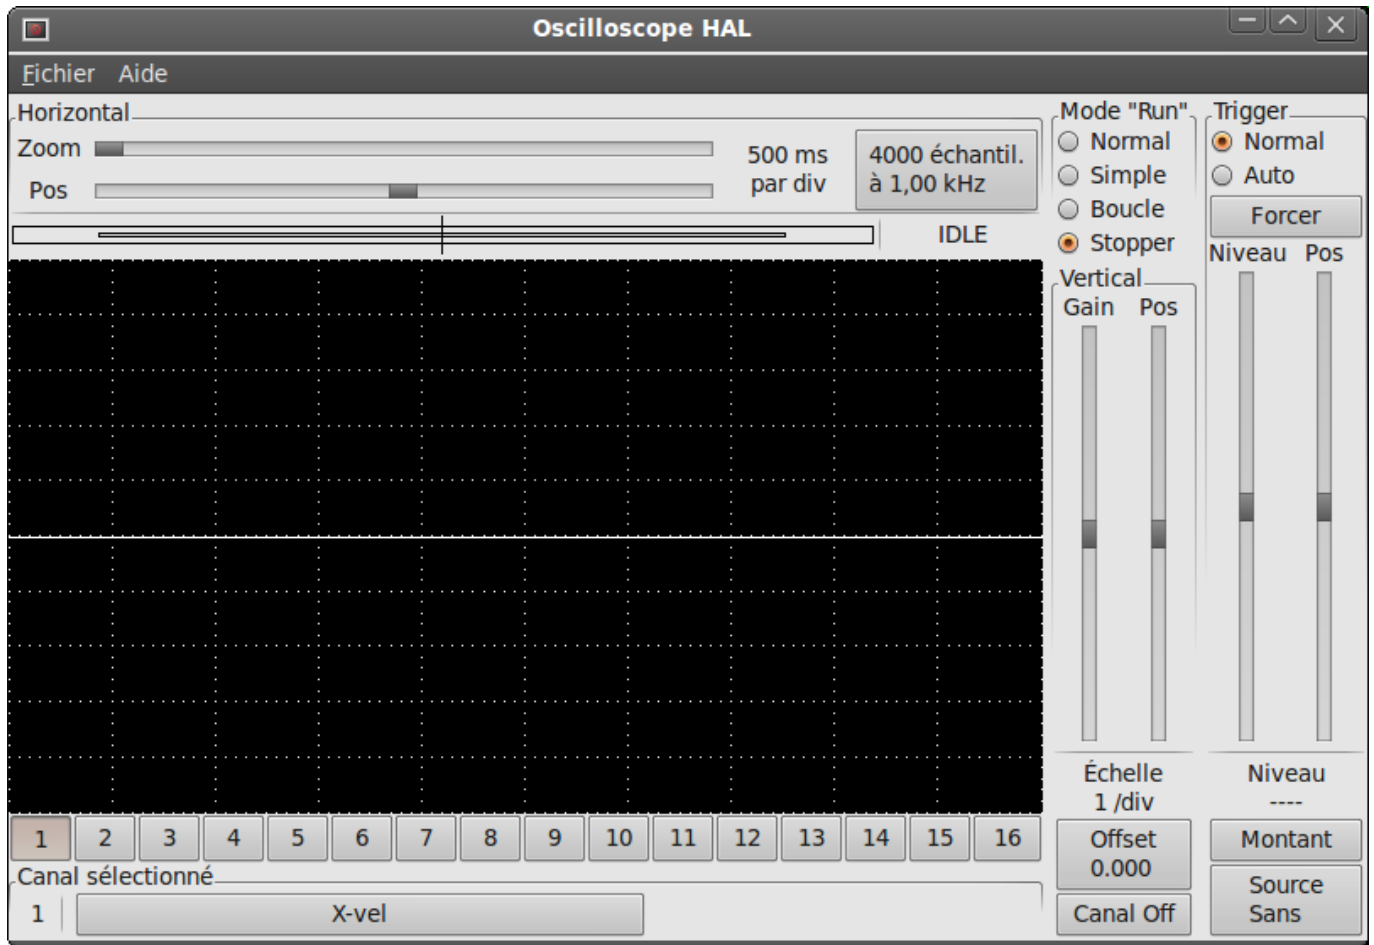 Oscilloscope HAL
Fichier Aide
Horizontal
Zoom
Pos
500 ms
par div
4000 échantil.
à 1,00 kHz
IDLE
Mode "Run"
Normal
Simple
Boucle
Stopper
Trigger
Normal
Auto
Forcer
Niveau Pos
Vertical
Gain Pos
Échelle
1 /div
Offset
0.000
Canal Off
Niveau
----
Montant
Source
Sans
1 2 3 4 5 6 7 8 9 10 11 12 13 14 15 16
Canal sélectionné
1 X-vel